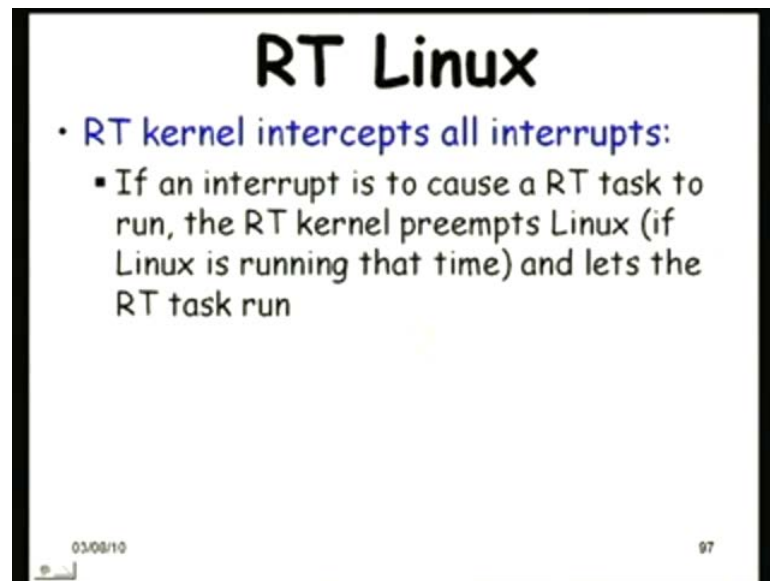 RT Linux
• RT kernel intercepts all interrupts:
▪ If an interrupt is to cause a RT task to
run, the RT kernel preempts Linux (if
Linux is running that time) and lets the
RT task run
03/08/10
97